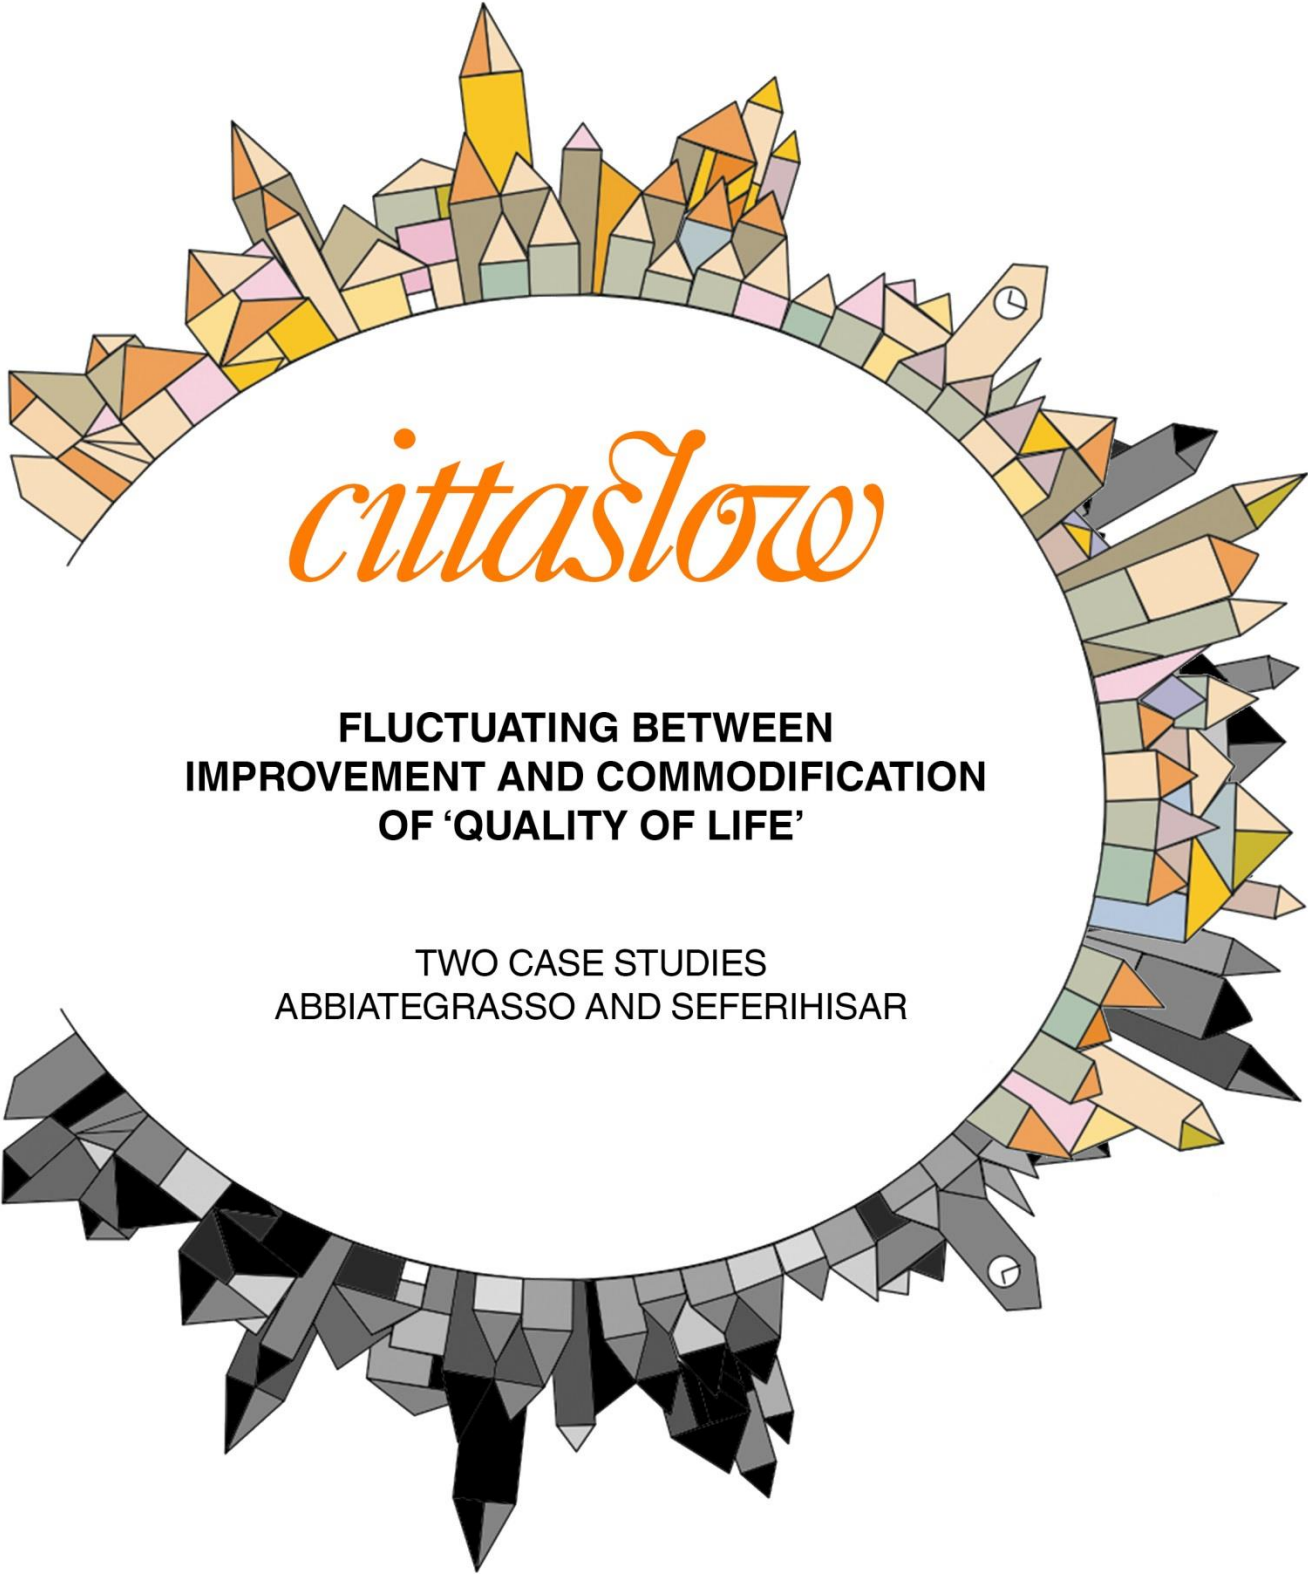 cittaslow
FLUCTUATING BETWEEN
IMPROVEMENT AND COMMODIFICATION
OF ‘QUALITY OF LIFE’
TWO CASE STUDIES
ABBIATEGRASSO AND SEFERIHISAR